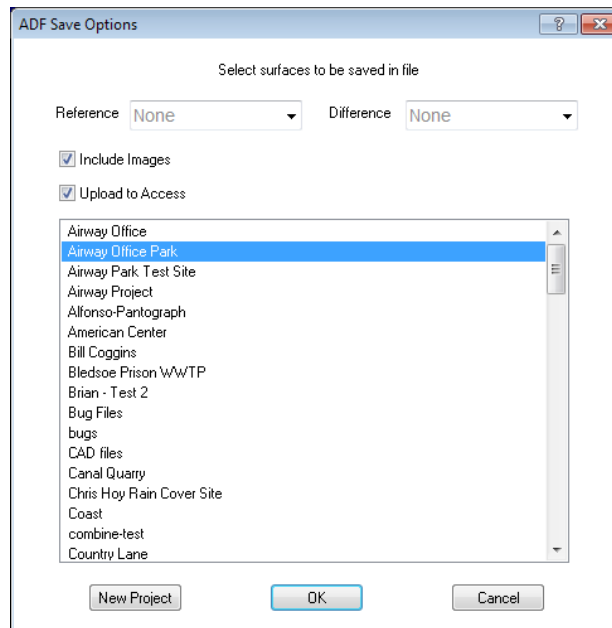 ADF Save Options
Select surfaces to be saved in file
Reference None Difference None
Include Images
Upload to Access
Airway Office
Airway Office Park
Airway Park Test Site
Airway Project
Alfonso-Pantograph
American Center
Bill Coggins
Bledsoe Prison WWTP
Brian - Test 2
Bug Files
bugs
CAD files
Canal Quarry
Chris Hoy Rain Cover Site
Coast
combine-test
Country Lane
New Project OK Cancel